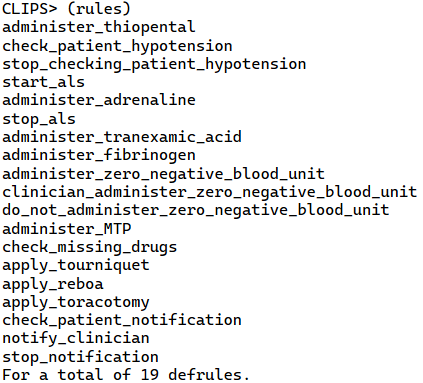 CLIPS> (rules)
administer_thiopental
check_patient_hypotension
stop_checking_patient_hypotension
start_als
administer_adrenaline
stop_als
administer_tranexamic_acid
administer_fibrinogen
administer_zero_negative_blood_unit
clinician_administer_zero_negative_blood_unit
do_not_administer_zero_negative_blood_unit
administer_MTP
check_missing_drugs
apply_tourniquet
apply_reboa
apply_toracotomy
check_patient_notification
notify_clinician
stop_notification
For a total of 19 defrules.